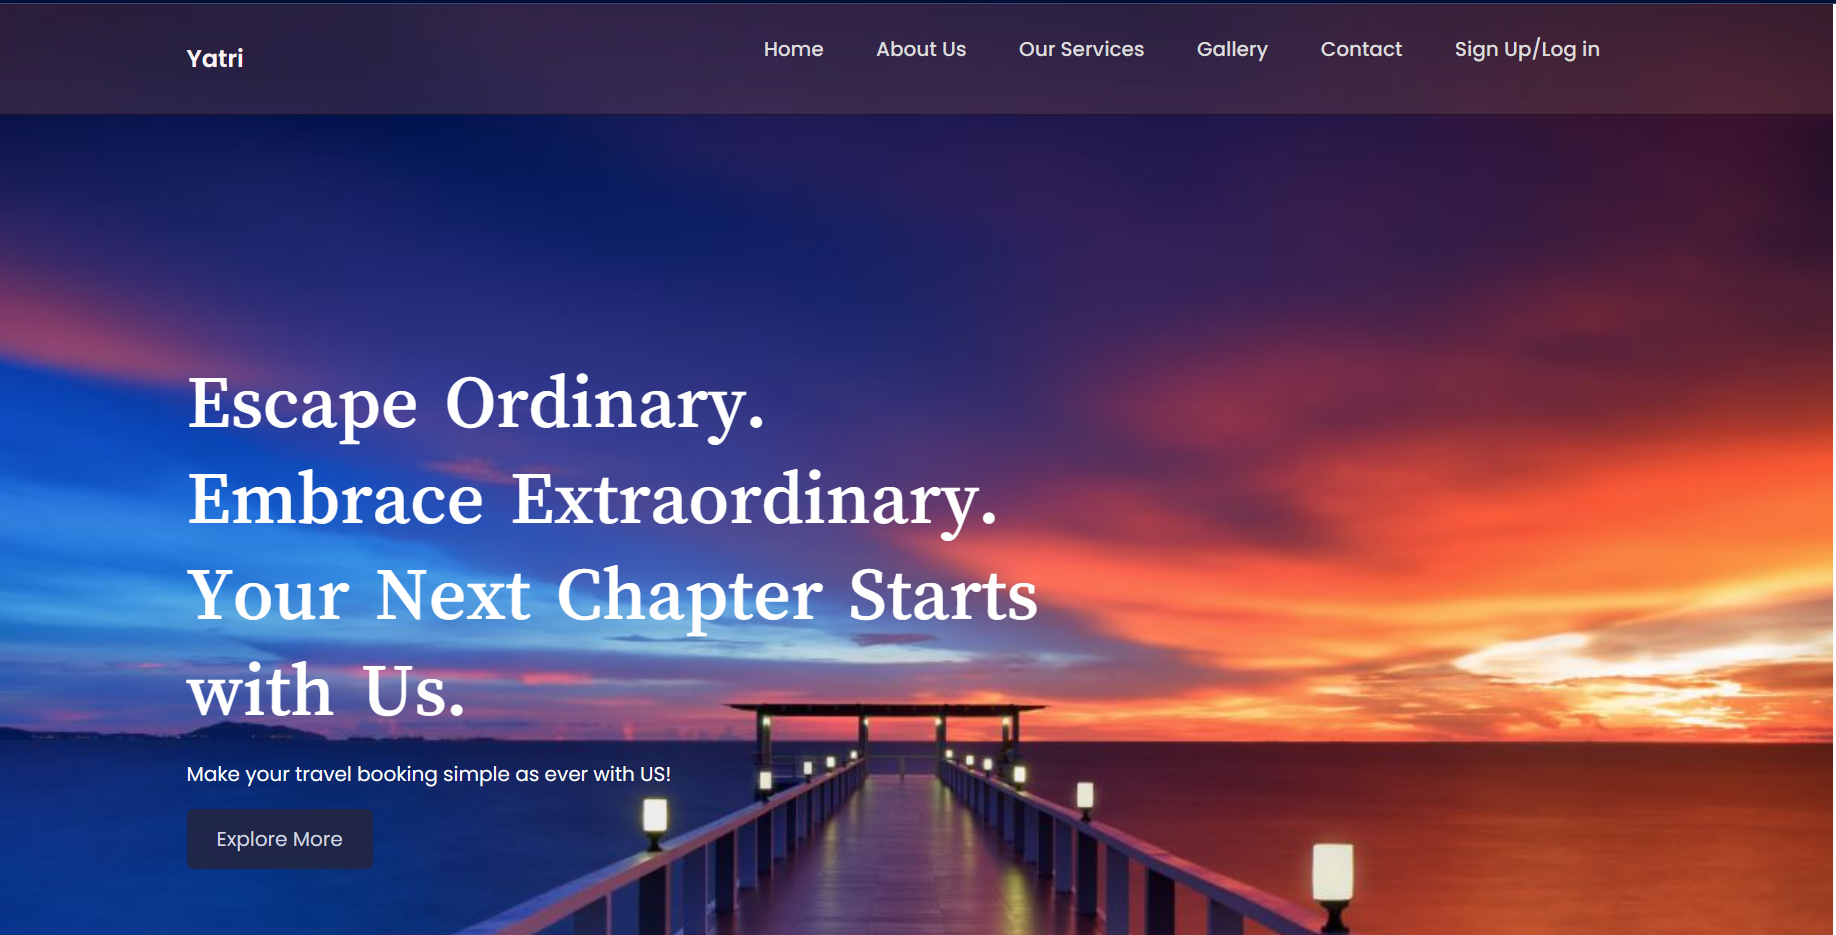 Yatri
Home About Us Our Services Gallery Contact Sign Up/Log in
Escape Ordinary.
Embrace Extraordinary.
Your Next Chapter Starts
with Us.
Make your travel booking simple as ever with US!
Explore More